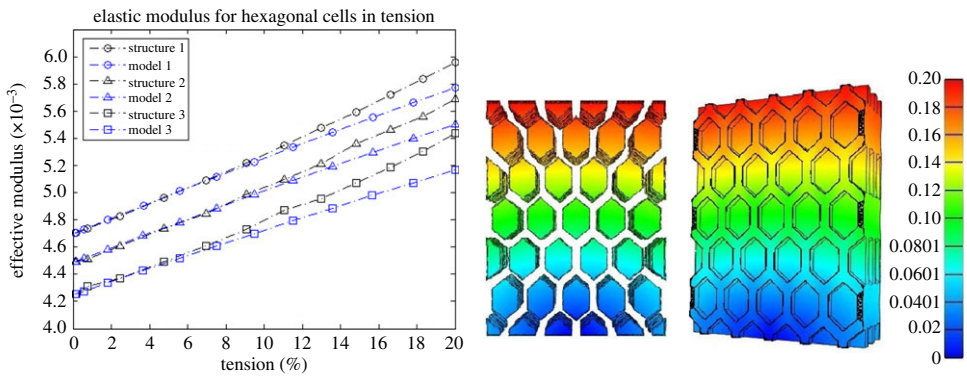 elastic modulus for hexagonal cells in tension
6.0
5.8
5.4
5.2
5.0
4.8
4.6
4.4
4.2
4.0
effective modulus (×10⁻³)
structure 1
model 1
structure 2
model 2
structure 3
model 3
0 2 4 6 8 10 12 14 16 18 20
tension (%)
0.20
0.18
0.16
0.14
0.12
0.10
0.0801
0.0601
0.0401
0.02
0